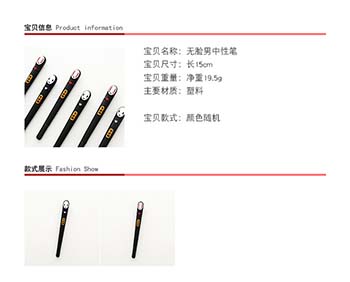 宝贝信息 Product information
宝贝名称：无脸男中性笔
宝贝尺寸：长15cm
宝贝重量：净重19.5g
主要材质：塑料
宝贝款式：颜色随机
款式展示 Fashion Show